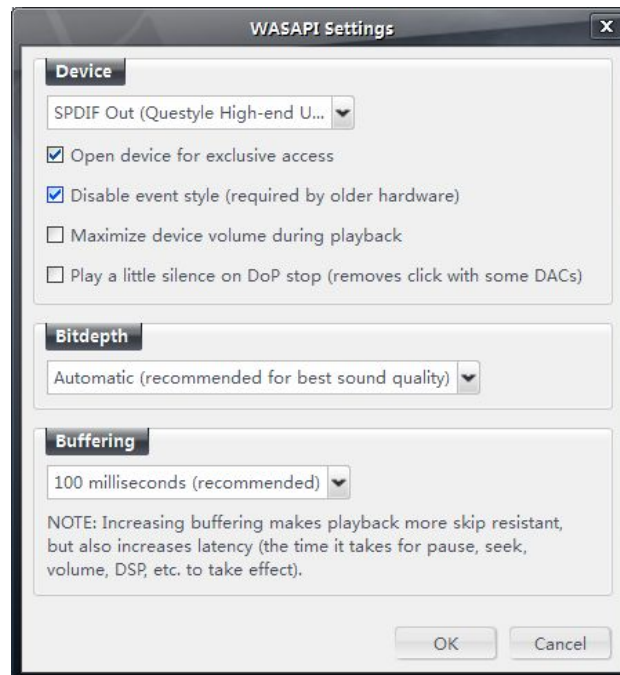 WASAPI Settings
Device
SPDIF Out (Questyle High-end U...
Open device for exclusive access
Disable event style (required by older hardware)
Maximize device volume during playback
Play a little silence on DoP stop (removes click with some DACs)
Bitdepth
Automatic (recommended for best sound quality)
Buffering
100 milliseconds (recommended)
NOTE: Increasing buffering makes playback more skip resistant,
but also increases latency (the time it takes for pause, seek,
volume, DSP, etc. to take effect).
OK Cancel